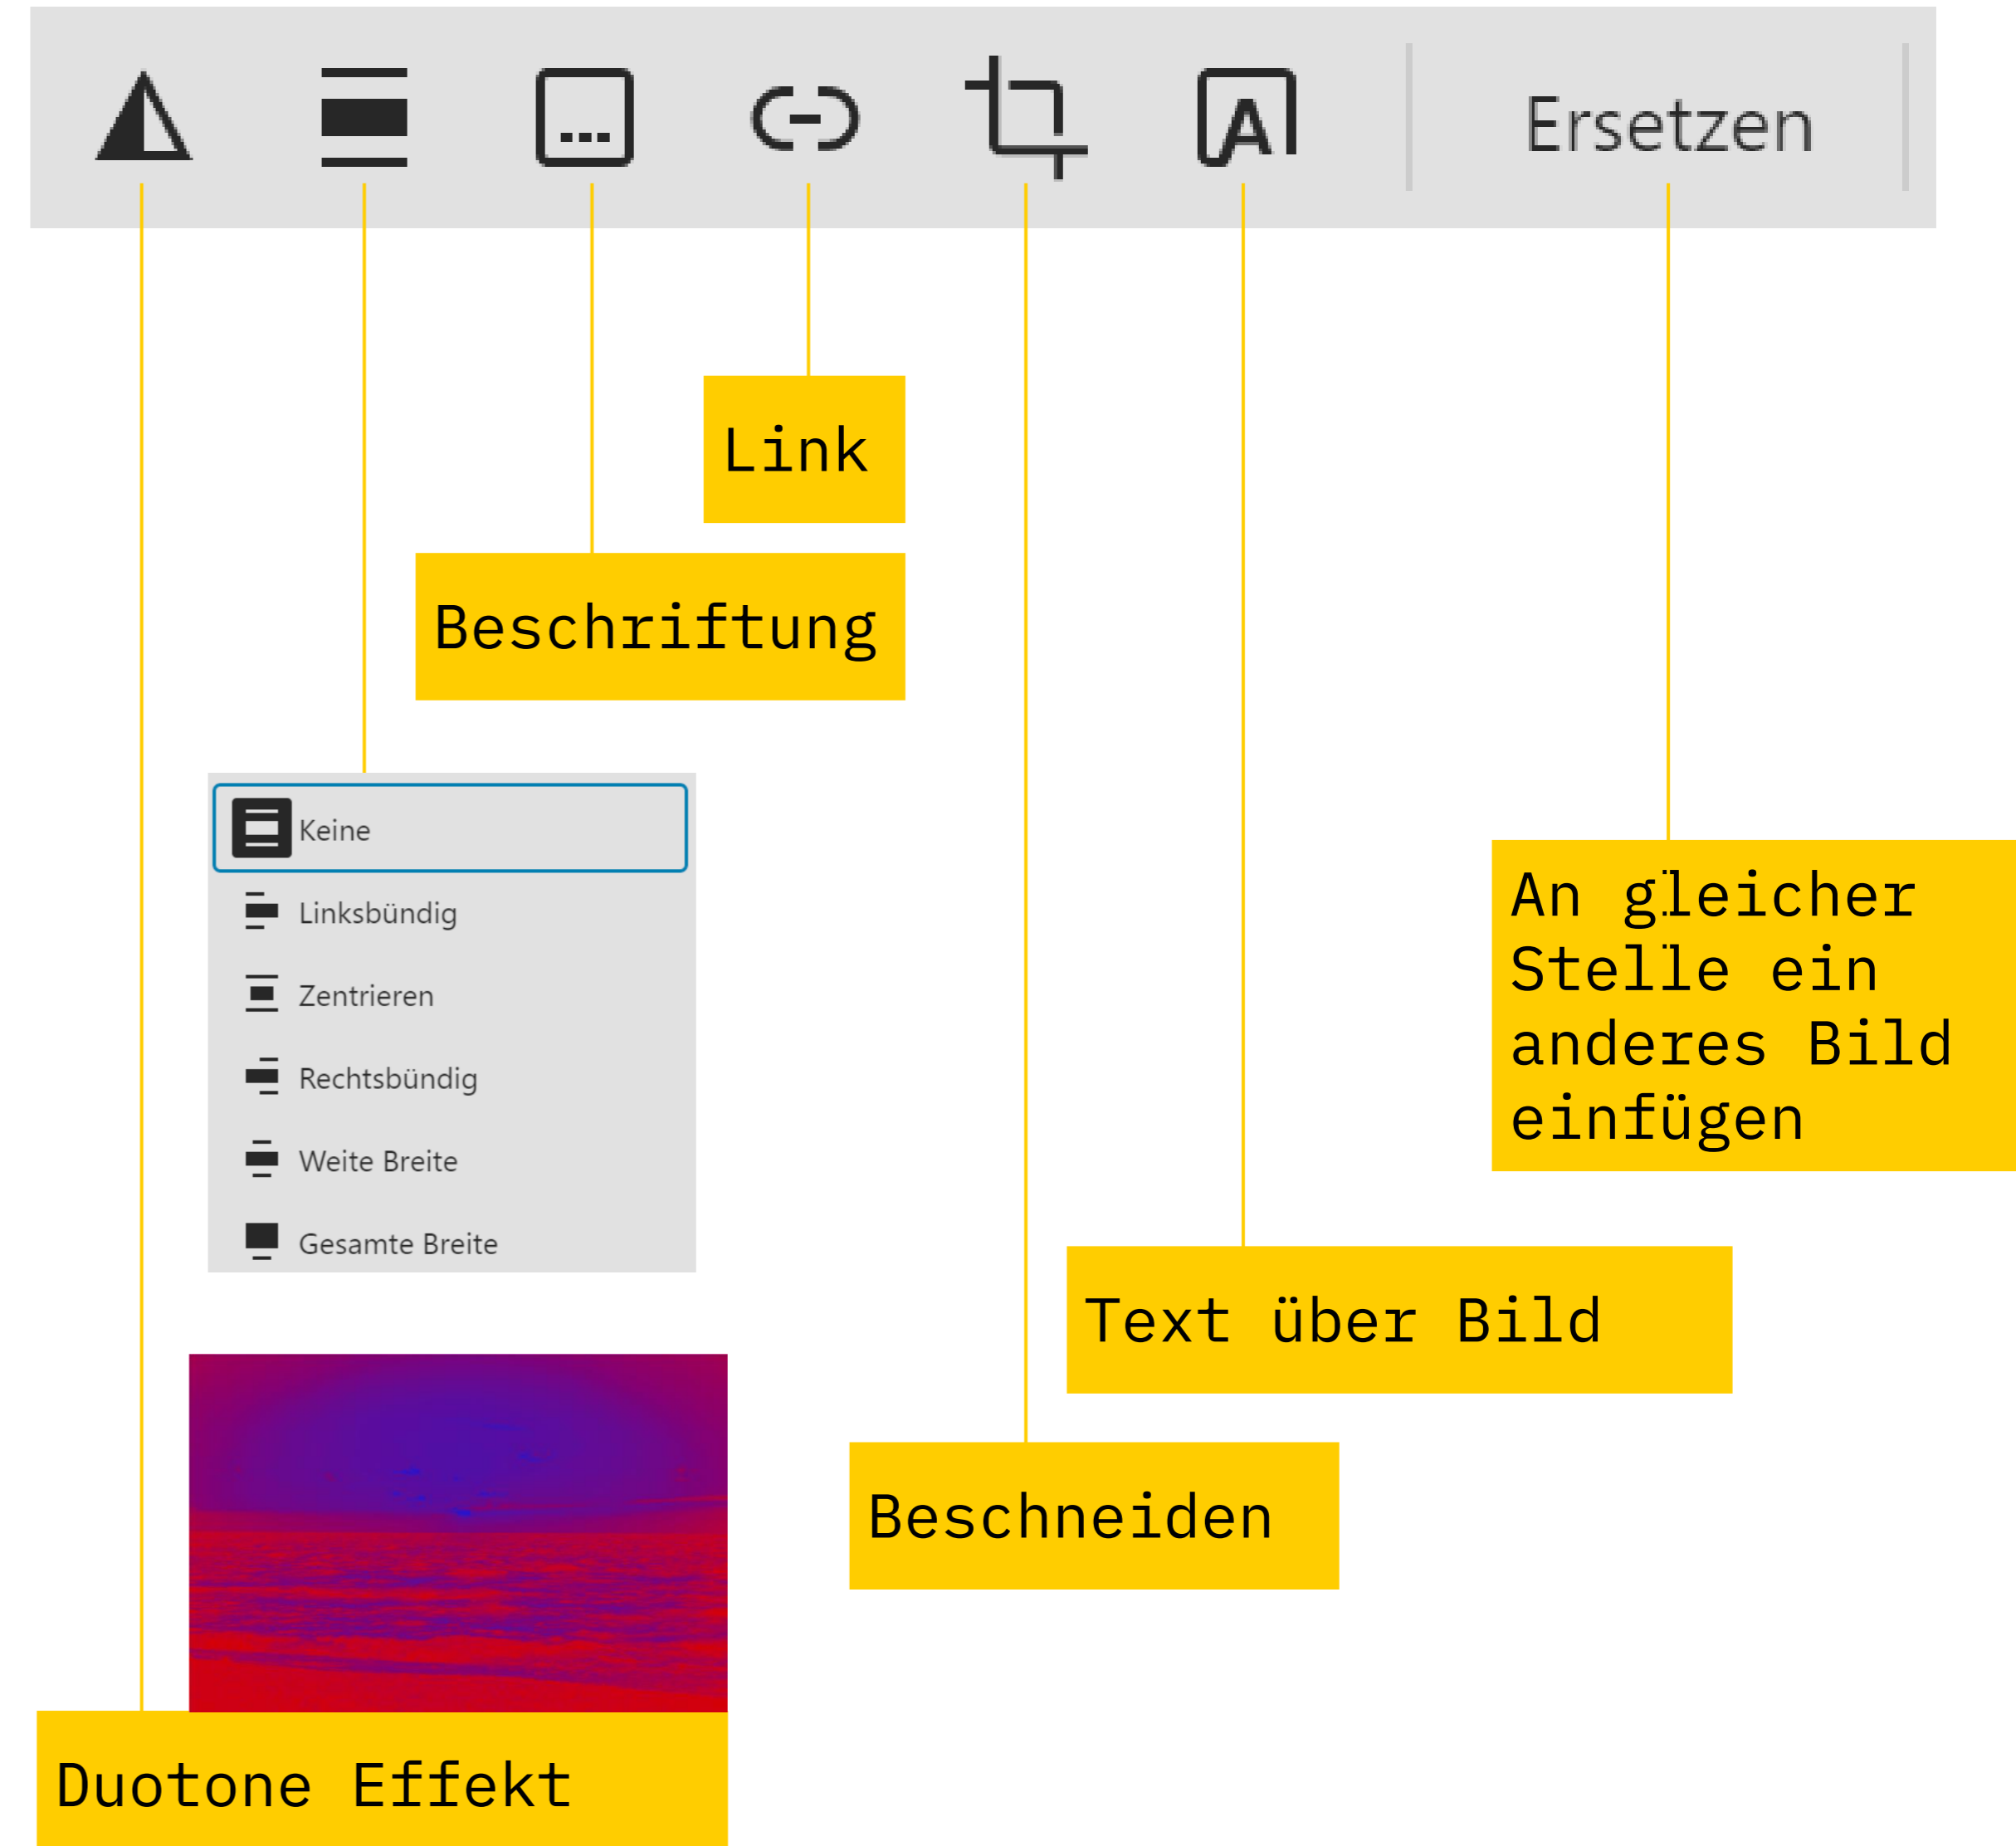 Ersetzen
Link
Beschriftung
Keine
Linksbündig
Zentrieren
Rechtsbündig
Weite Breite
Gesamte Breite
An gleicher
Stelle ein
anderes Bild
einfügen
Text über Bild
Beschneiden
Duotone Effekt